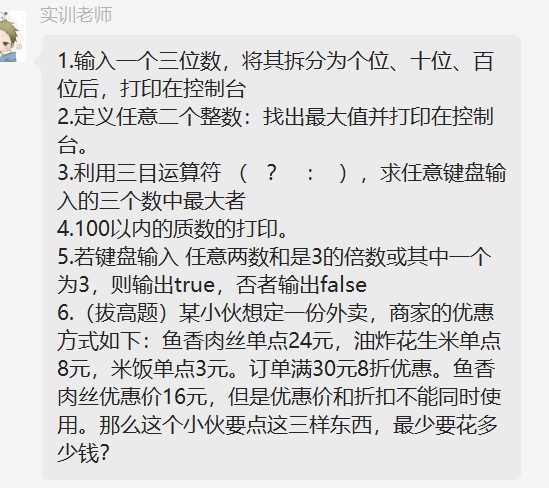 实训老师
1.输入一个三位数，将其拆分为个位、十位、百
位后，打印在控制台
2.定义任意二个整数：找出最大值并打印在控制
台。
3.利用三目运算符 （ ？ ： ），求任意键盘输
入的三个数中最大者
4.100以内的质数的打印。
5.若键盘输入 任意两数和是3的倍数或其中一个
为3，则输出true，否者输出false
6.（拔高题）某小伙想定一份外卖，商家的优惠
方式如下：鱼香肉丝单点24元，油炸花生米单点
8元，米饭单点3元。订单满30元8折优惠。鱼香
肉丝优惠价16元，但是优惠价和折扣不能同时使
用。那么这个小伙要点这三样东西，最少要花多
少钱？